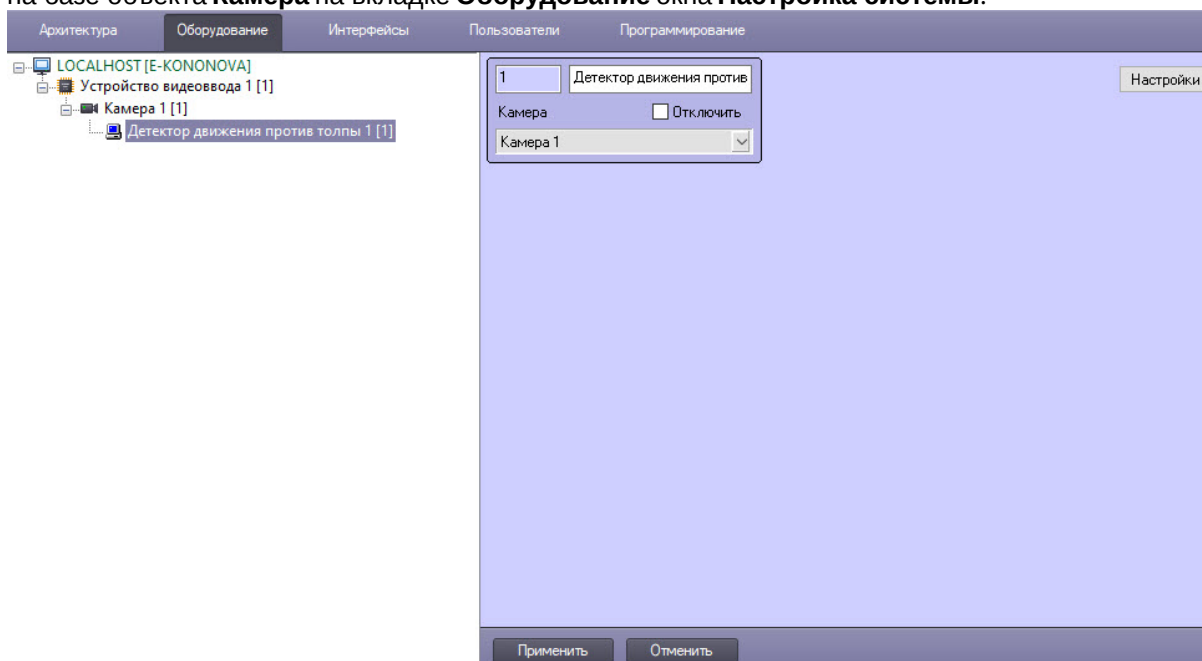 на базе объекта Камера на вкладке Оборудование окна Настройка системы.
Архитектура Оборудование Интерфейсы Пользователи Программирование
LOCALHOST [E-KONONOVA]
Устройство видеоввода 1 [1]
Камера 1 [1]
Детектор движения против толпы 1 [1]
1 Детектор движения против
Камера Отключить
Камера 1
Настройки
Применить Отменить